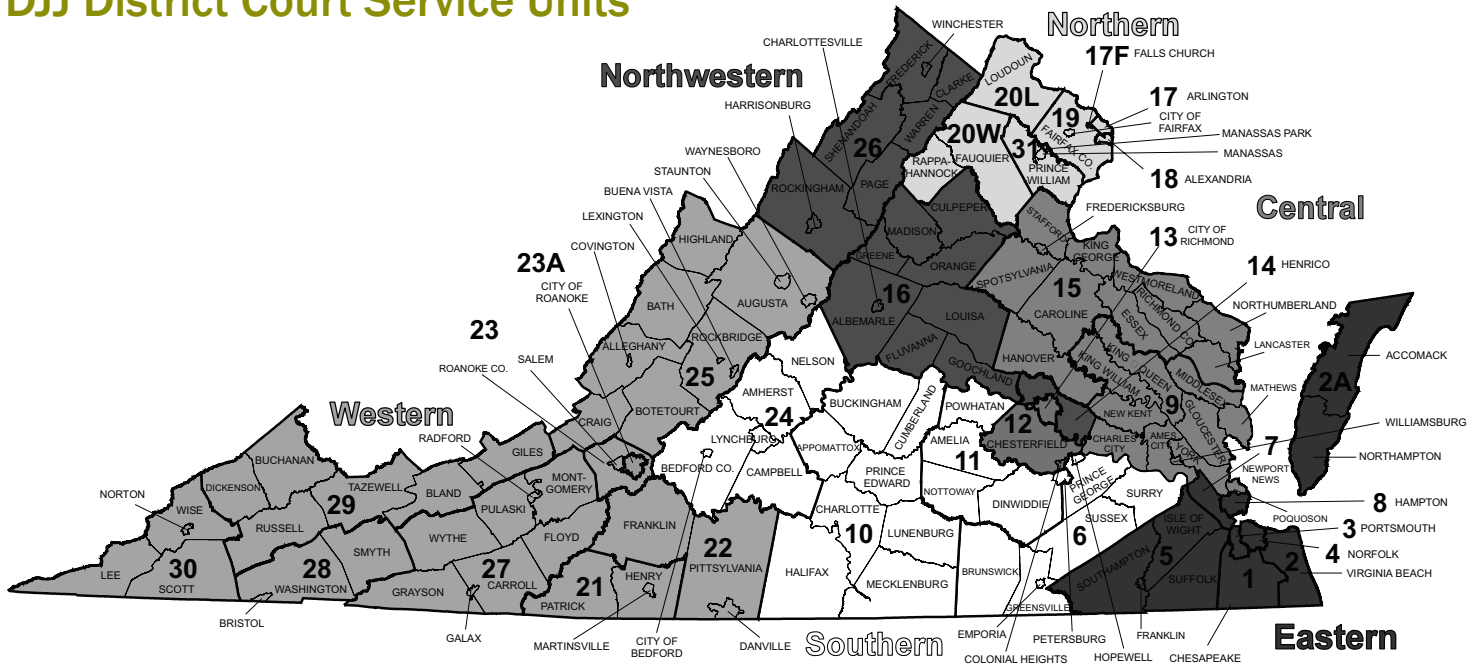 DJJ District Court Service Units
WINCHESTER
Northern
CHARLOTTESVILLE
17F FALLS CHURCH
Northwestern
FREDERICK
CLARKE
LOUDOUN
20L
17 ARLINGTON
HARRISONBURG
WARREN
SHENANDOAH
19
CITY OF
FAIRFAX
FAIRFAX CO.
20W
MANASSAS PARK
26
31
FAUQUIER
MANASSAS
WAYNESBORO
RAPPA-
HANNOCK
PRINCE
WILLIAM
STAUNTON
PAGE
18 ALEXANDRIA
ROCKINGHAM
BUENA VISTA
CULPEPER
Central
LEXINGTON
STAFFORD
FREDERICKSBURG
MADISON
HIGHLAND
13 CITY OF
RICHMOND
COVINGTON
GREENE
KING
GEORGE
23A
CITY OF
ROANOKE
ORANGE
SPOTSYLVANIA
WESTMORELAND
14 HENRICO
BATH
AUGUSTA
16
15
RICHMOND CO.
NORTHUMBERLAND
ALBEMARLE
LOUISA
CAROLINE
ESSEX
23
ROCKBRIDGE
ALLEGHANY
FLUVANNA
LANCASTER
ACCOMACK
SALEM
NELSON
HANOVER
KING
QUEEN
KING WILLIAM
ROANOKE CO.
25
GOOCHLAND
MIDDLESEX
2A
AMHERST
MATHEWS
BUCKINGHAM
CUMBERLAND
POWHATAN
9
BOTETOURT
24
NEW KENT
GLOUCESTER
Western
CRAIG
12
WILLIAMSBURG
RADFORD
LYNCHBURG
APPOMATTOX
AMELIA
CHESTERFIELD
CHARLES
CITY
JAMES
CITY
YORK
7
GILES
11
NORTHAMPTON
BUCHANAN
BEDFORD CO.
CAMPBELL
PRINCE
EDWARD
NEWPORT
NEWS
DICKENSON
TAZEWELL
BLAND
MONT-
GOMERY
NOTTOWAY
PRINCE
GEORGE
SURRY
NORTON
29
8 HAMPTON
WISE
PULASKI
CHARLOTTE
DINWIDDIE
SUSSEX
POQUOSON
RUSSELL
FRANKLIN
10
LUNENBURG
6
ISLE OF
WIGHT
3 PORTSMOUTH
WYTHE
FLOYD
22
4 NORFOLK
SMYTH
5
2
VIRGINIA BEACH
LEE
30
28
27
PITTSYLVANIA
HALIFAX
BRUNSWICK
SOUTHAMPTON
SUFFOLK
1
SCOTT
WASHINGTON
GRAYSON
CARROLL
21
HENRY
MECKLENBURG
PATRICK
GREENSVILLE
BRISTOL
GALAX
MARTINSVILLE
CITY OF
BEDFORD
DANVILLE
Southern
EMPORIA
COLONIAL HEIGHTS
PETERSBURG
HOPEWELL
FRANKLIN
CHESAPEAKE
Eastern